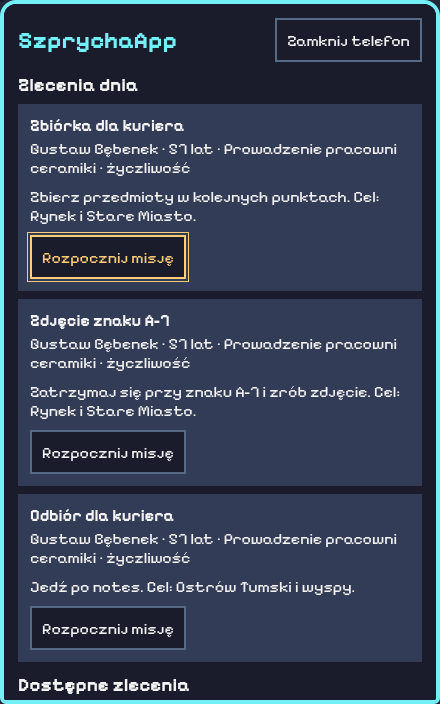 SzprychaApp
Zamknij telefon
Zlecenia dnia
Zbiórka dla kuriera
Gustaw Gębenek · 57 lat · Prowadzenie pracowni
ceramiki · życzliwość
Zbierz przedmioty w kolejnych punktach. Cel:
Rynek i Stare Miasto.
Rozpocznij misję
Zdjęcie znaku A-7
Gustaw Gębenek · 57 lat · Prowadzenie pracowni
ceramiki · życzliwość
Zatrzymaj się przy znaku A-7 i zrób zdjęcie. Cel:
Rynek i Stare Miasto.
Rozpocznij misję
Odbiór dla kuriera
Gustaw Gębenek · 57 lat · Prowadzenie pracowni
ceramiki · życzliwość
Jedź po notes. Cel: Ostrów Tumski i wyspy.
Rozpocznij misję
Dostępne zlecenia